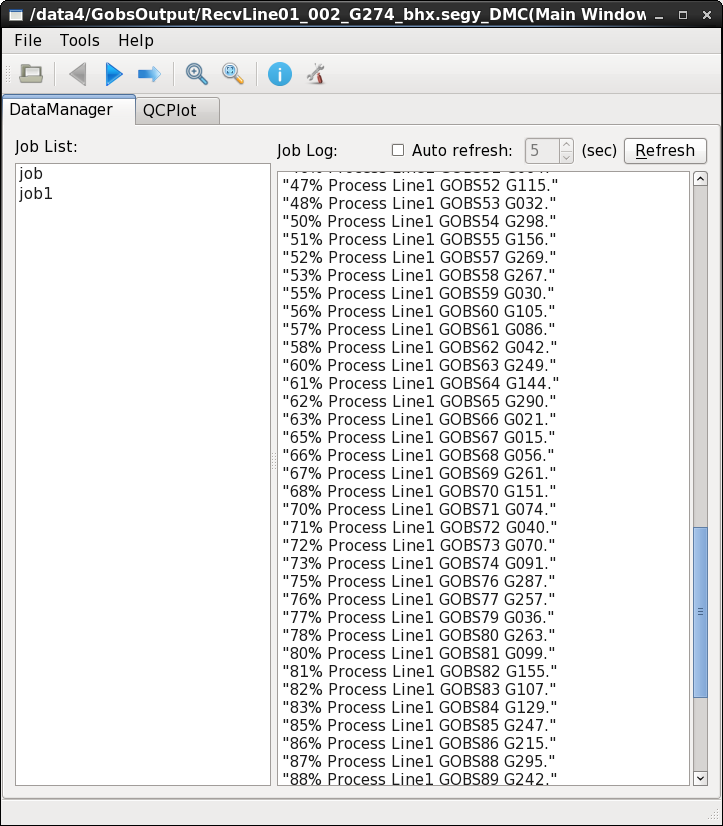 /data4/GobsOutput/RecvLine01_002_G274_bhx.segy_DMC(Main Window
File Tools Help
DataManager QCPlot
Job List:
job
job1
Job Log: Auto refresh: 5 (sec) Refresh
"47% Process Line1 GOBS52 G115."
"48% Process Line1 GOBS53 G032."
"50% Process Line1 GOBS54 G298."
"51% Process Line1 GOBS55 G156."
"52% Process Line1 GOBS57 G269."
"53% Process Line1 GOBS58 G267."
"55% Process Line1 GOBS59 G030."
"56% Process Line1 GOBS60 G105."
"57% Process Line1 GOBS61 G086."
"58% Process Line1 GOBS62 G042."
"60% Process Line1 GOBS63 G249."
"61% Process Line1 GOBS64 G144."
"62% Process Line1 GOBS65 G290."
"63% Process Line1 GOBS66 G021."
"65% Process Line1 GOBS67 G015."
"66% Process Line1 GOBS68 G056."
"67% Process Line1 GOBS69 G261."
"68% Process Line1 GOBS70 G151."
"70% Process Line1 GOBS71 G074."
"71% Process Line1 GOBS72 G040."
"72% Process Line1 GOBS73 G070."
"73% Process Line1 GOBS74 G091."
"75% Process Line1 GOBS76 G287."
"76% Process Line1 GOBS77 G257."
"77% Process Line1 GOBS79 G036."
"78% Process Line1 GOBS80 G263."
"80% Process Line1 GOBS81 G099."
"81% Process Line1 GOBS82 G155."
"82% Process Line1 GOBS83 G107."
"83% Process Line1 GOBS84 G129."
"85% Process Line1 GOBS85 G247."
"86% Process Line1 GOBS86 G215."
"87% Process Line1 GOBS88 G295."
"88% Process Line1 GOBS89 G242."